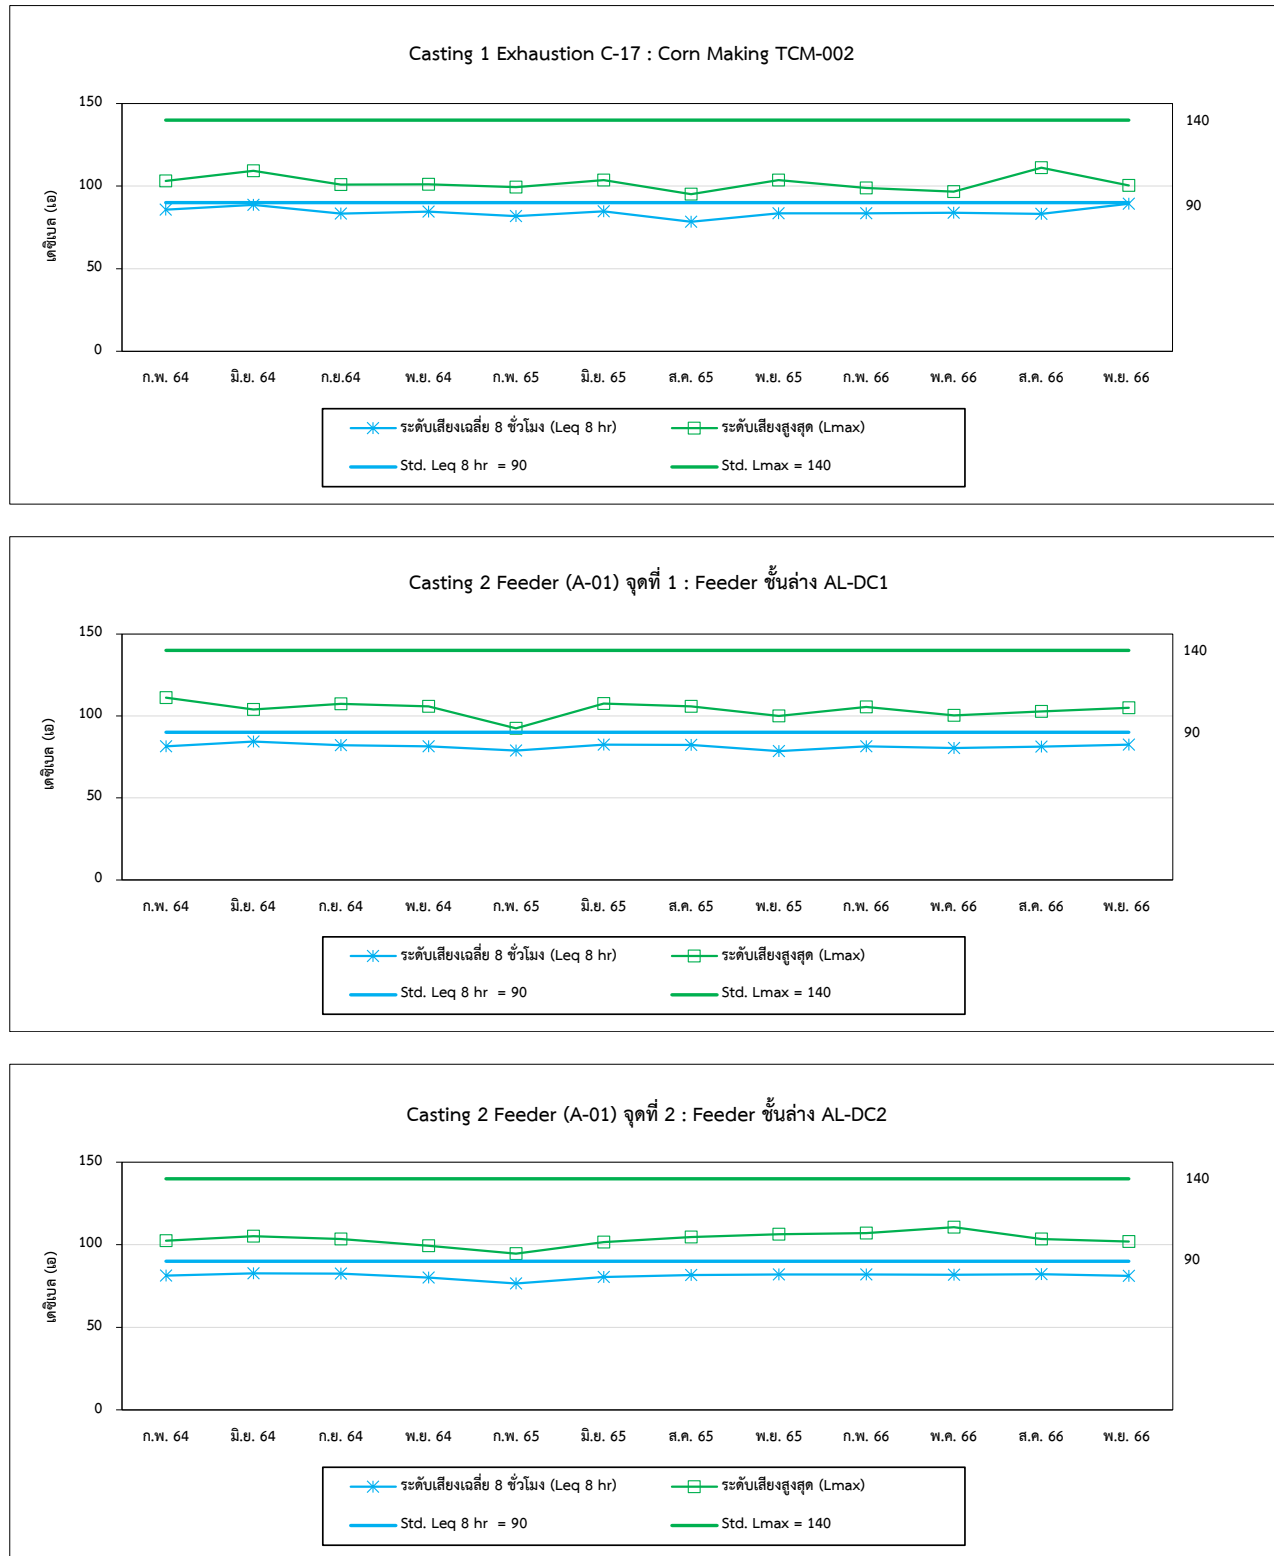 Casting 1 Exhaustion C-17 : Corn Making TCM-002
เดซิเบล (เอ)
150
100
50
0
140
90
ก.พ. 64 มิ.ย. 64 ก.ย.64 พ.ย. 64 ก.พ. 65 มิ.ย. 65 ส.ค. 65 พ.ย. 65 ก.พ. 66 พ.ค. 66 ส.ค. 66 พ.ย. 66
ระดับเสียงเฉลี่ย 8 ชั่วโมง (Leq 8 hr) ระดับเสียงสูงสุด (Lmax)
Std. Leq 8 hr = 90 Std. Lmax = 140
Casting 2 Feeder (A-01) จุดที่ 1 : Feeder ชั้นล่าง AL-DC1
เดซิเบล (เอ)
150
100
50
0
140
90
ก.พ. 64 มิ.ย. 64 ก.ย. 64 พ.ย. 64 ก.พ. 65 มิ.ย. 65 ส.ค. 65 พ.ย. 65 ก.พ. 66 พ.ค. 66 ส.ค. 66 พ.ย. 66
ระดับเสียงเฉลี่ย 8 ชั่วโมง (Leq 8 hr) ระดับเสียงสูงสุด (Lmax)
Std. Leq 8 hr = 90 Std. Lmax = 140
Casting 2 Feeder (A-01) จุดที่ 2 : Feeder ชั้นล่าง AL-DC2
เดซิเบล (เอ)
150
100
50
0
140
90
ก.พ. 64 มิ.ย. 64 ก.ย. 64 พ.ย. 64 ก.พ. 65 มิ.ย. 65 ส.ค. 65 พ.ย. 65 ก.พ. 66 พ.ค. 66 ส.ค. 66 พ.ย. 66
ระดับเสียงเฉลี่ย 8 ชั่วโมง (Leq 8 hr) ระดับเสียงสูงสุด (Lmax)
Std. Leq 8 hr = 90 Std. Lmax = 140